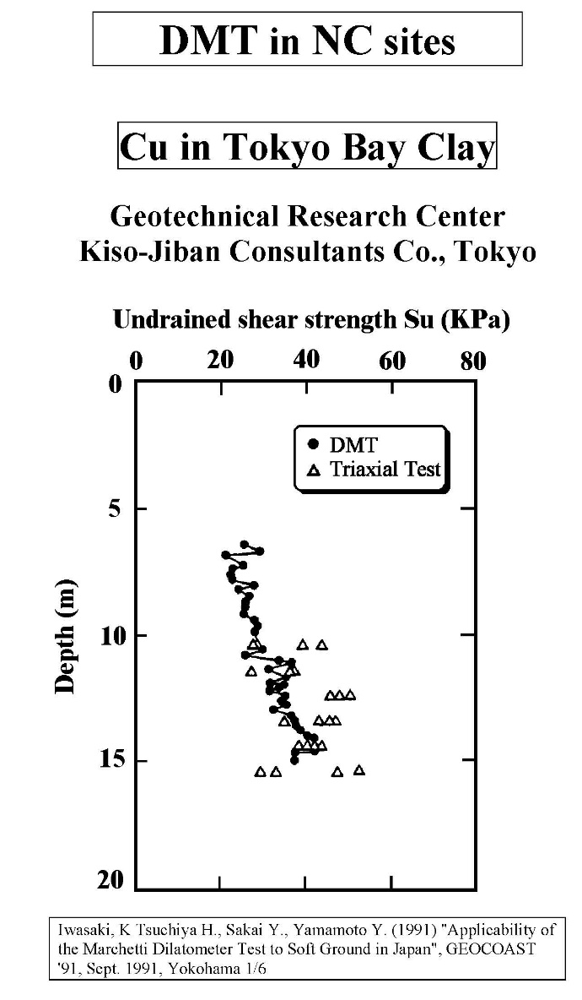 DMT in NC sites
Cu in Tokyo Bay Clay
Geotechnical Research Center
Kiso-Jiban Consultants Co., Tokyo
Undrained shear strength Su (KPa)
0 20 40 60 80
0
DMT
Triaxial Test
5
Depth (m)
10
15
20
Iwasaki, K Tsuchiya H., Sakai Y., Yamamoto Y. (1991) "Applicability of
the Marchetti Dilatometer Test to Soft Ground in Japan", GEOCOAST
'91, Sept. 1991, Yokohama 1/6